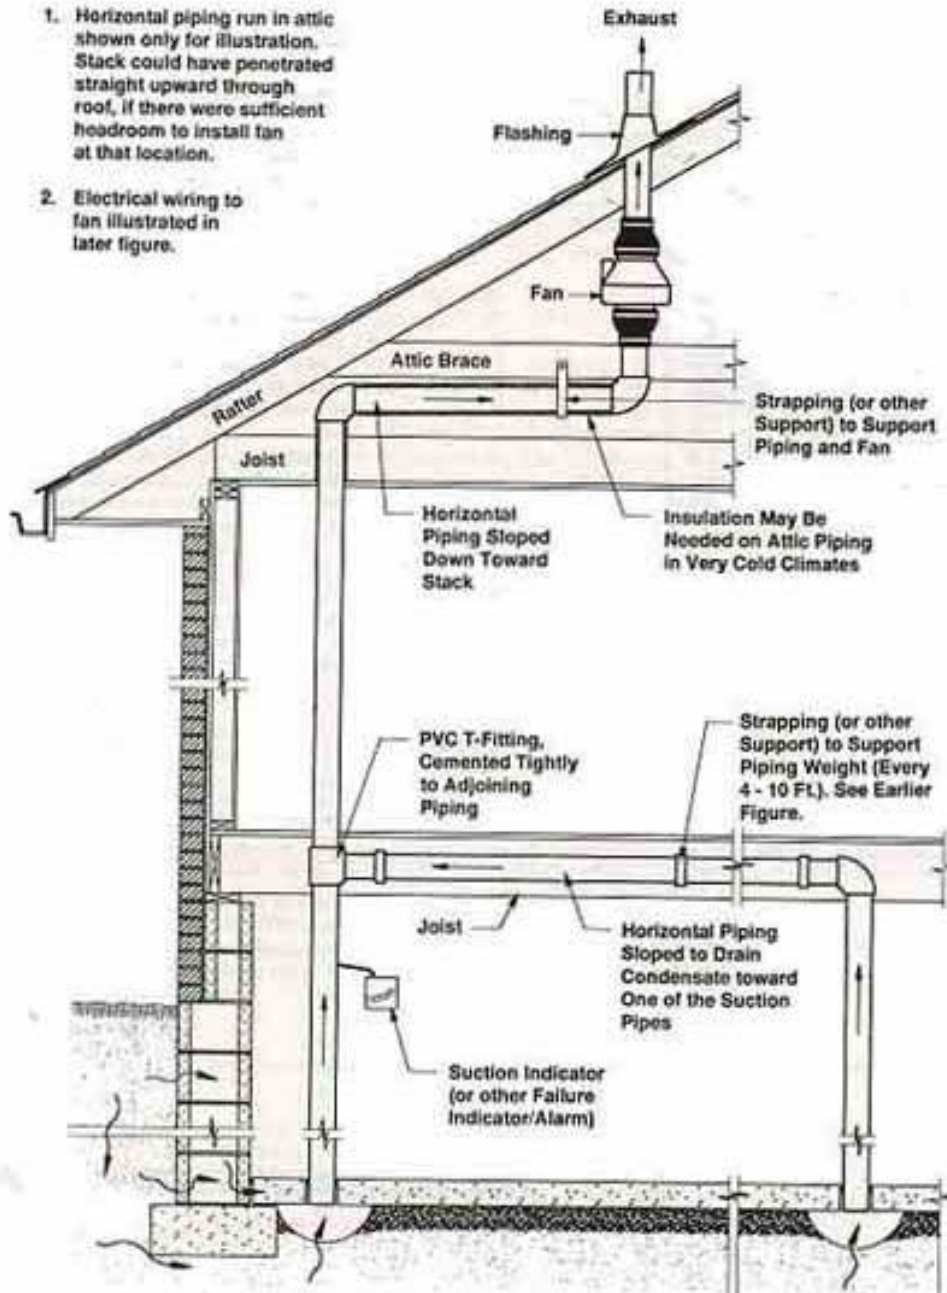 1. Horizontal piping run in attic
shown only for illustration.
Stack could have penetrated
straight upward through
roof, if there were sufficient
headroom to install fan
at that location.
2. Electrical wiring to
fan illustrated in
later figure.
Exhaust
Flashing
Fan
Attic Brace
Rafter
Strapping (or other
Support) to Support
Piping and Fan
Joist
Horizontal
Piping Sloped
Down Toward
Stack
Insulation May Be
Needed on Attic Piping
in Very Cold Climates
PVC T-Fitting,
Cemented Tightly
to Adjoining
Piping
Strapping (or other
Support) to Support
Piping Weight (Every
4 - 10 Ft.). See Earlier
Figure.
Joist
Horizontal Piping
Sloped to Drain
Condensate toward
One of the Suction
Pipes
Suction Indicator
(or other Failure
Indicator/Alarm)